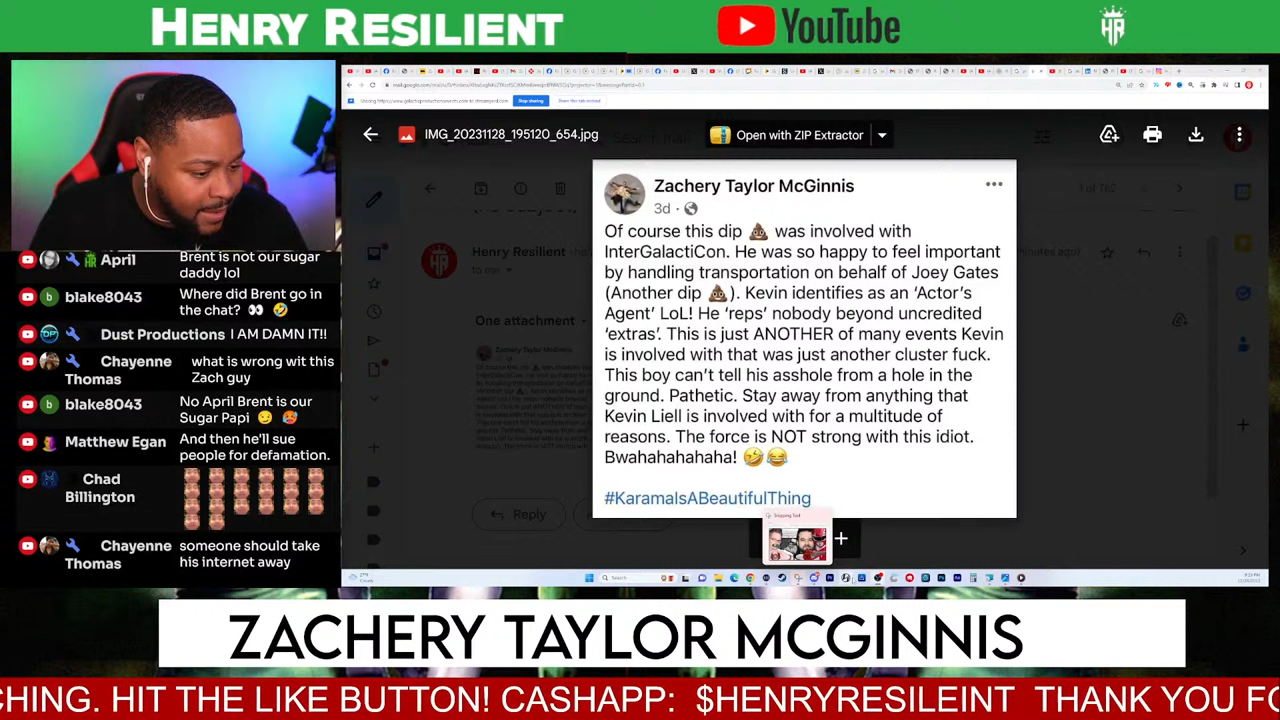 HENRY RESILIENT
YouTube
HR
IMG_20231128_195120_654.jpg
Open with ZIP Extractor
Zachery Taylor McGinnis
3d
Of course this dip 💩 was involved with
InterGalactiCon. He was so happy to feel important
by handling transportation on behalf of Joey Gates
(Another dip 💩). Kevin identifies as an ‘Actor’s
Agent’ LoL! He ‘reps’ nobody beyond uncredited
‘extras’. This is just ANOTHER of many events Kevin
is involved with that was just another cluster fuck.
This boy can’t tell his asshole from a hole in the
ground. Pathetic. Stay away from anything that
Kevin Liell is involved with for a multitude of
reasons. The force is NOT strong with this idiot.
Bwahahahahaha! 🤣😂
#KaramaIsABeautifulThing
Henry Resilient
to me
One attachment
Reply
Stop sharing
Snipping Tool
Search
April Brent is not our sugar
daddy lol
blake8043 Where did Brent go in
the chat? 👀 🤣
Dust Productions I AM DAMN IT!!
Chayenne what is wrong wit this
Thomas Zach guy
blake8043 No April Brent is our
Sugar Papi 😏 🥵
Matthew Egan And then he'll sue
people for defamation.
Chad
Billington
Chayenne someone should take
Thomas his internet away
ZACHERY TAYLOR MCGINNIS
CHING. HIT THE LIKE BUTTON! CASHAPP: $HENRYRESILEINT THANK YOU FO